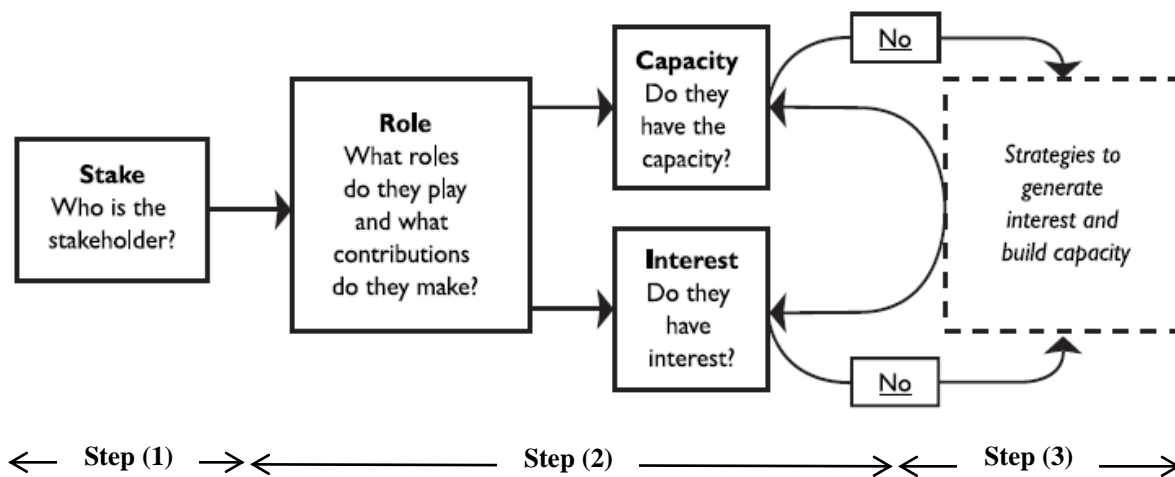 Stake
Who is the
stakeholder?
Role
What roles
do they play
and what
contributions
do they make?
Capacity
Do they
have the
capacity?
Interest
Do they
have
interest?
No
No
Strategies to
generate
interest and
build capacity
Step (1)
Step (2)
Step (3)